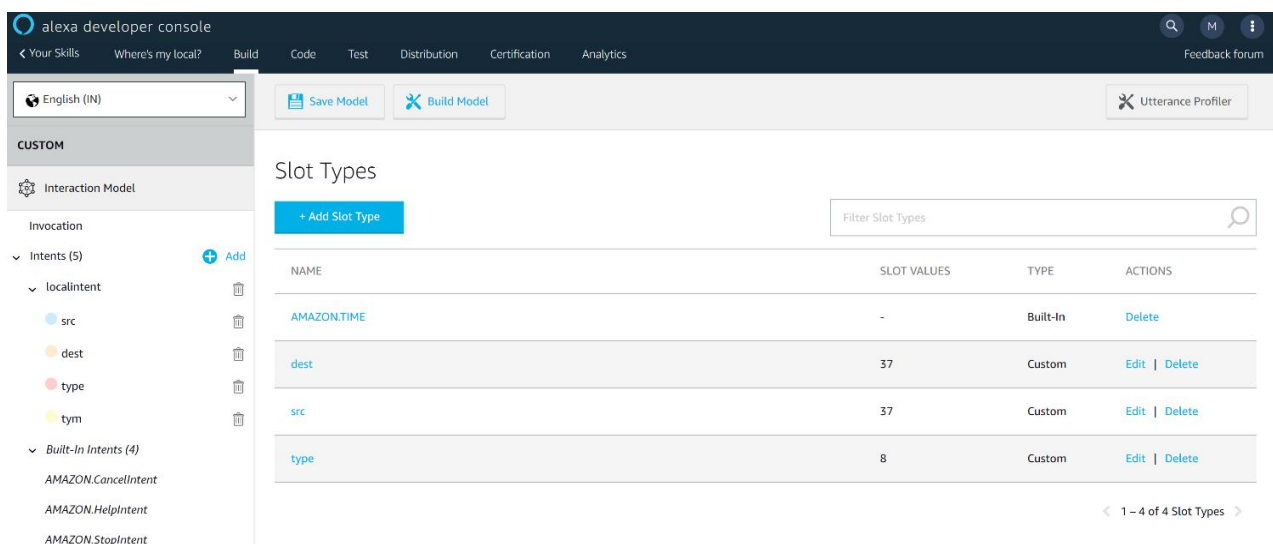 alexa developer console
M
Your Skills Where's my local? Build Code Test Distribution Certification Analytics Feedback forum
English (IN)
Save Model Build Model Utterance Profiler
CUSTOM
Interaction Model
Invocation
Intents (5) Add
localintent
src
dest
type
tym
Built-In Intents (4)
AMAZON.CancelIntent
AMAZON.HelpIntent
AMAZON.StopIntent
Slot Types
+ Add Slot Type Filter Slot Types
NAME SLOT VALUES TYPE ACTIONS
AMAZON.TIME - Built-In Delete
dest 37 Custom Edit | Delete
src 37 Custom Edit | Delete
type 8 Custom Edit | Delete
1 – 4 of 4 Slot Types